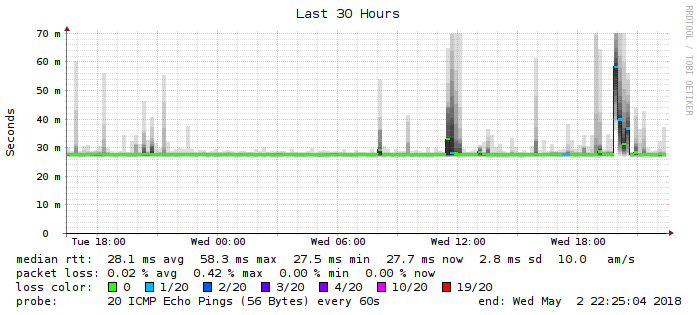 Last 30 Hours
RRDTOOL / TOBI OETIKER
Seconds
70 m
60 m
50 m
40 m
30 m
20 m
10 m
0
Tue 18:00 Wed 00:00 Wed 06:00 Wed 12:00 Wed 18:00
median rtt: 28.1 ms avg 58.3 ms max 27.5 ms min 27.7 ms now 2.8 ms sd 10.0 am/s
packet loss: 0.02 % avg 0.42 % max 0.00 % min 0.00 % now
loss color: 0 1/20 2/20 3/20 4/20 10/20 19/20
probe: 20 ICMP Echo Pings (56 Bytes) every 60s end: Wed May 2 22:25:04 2018